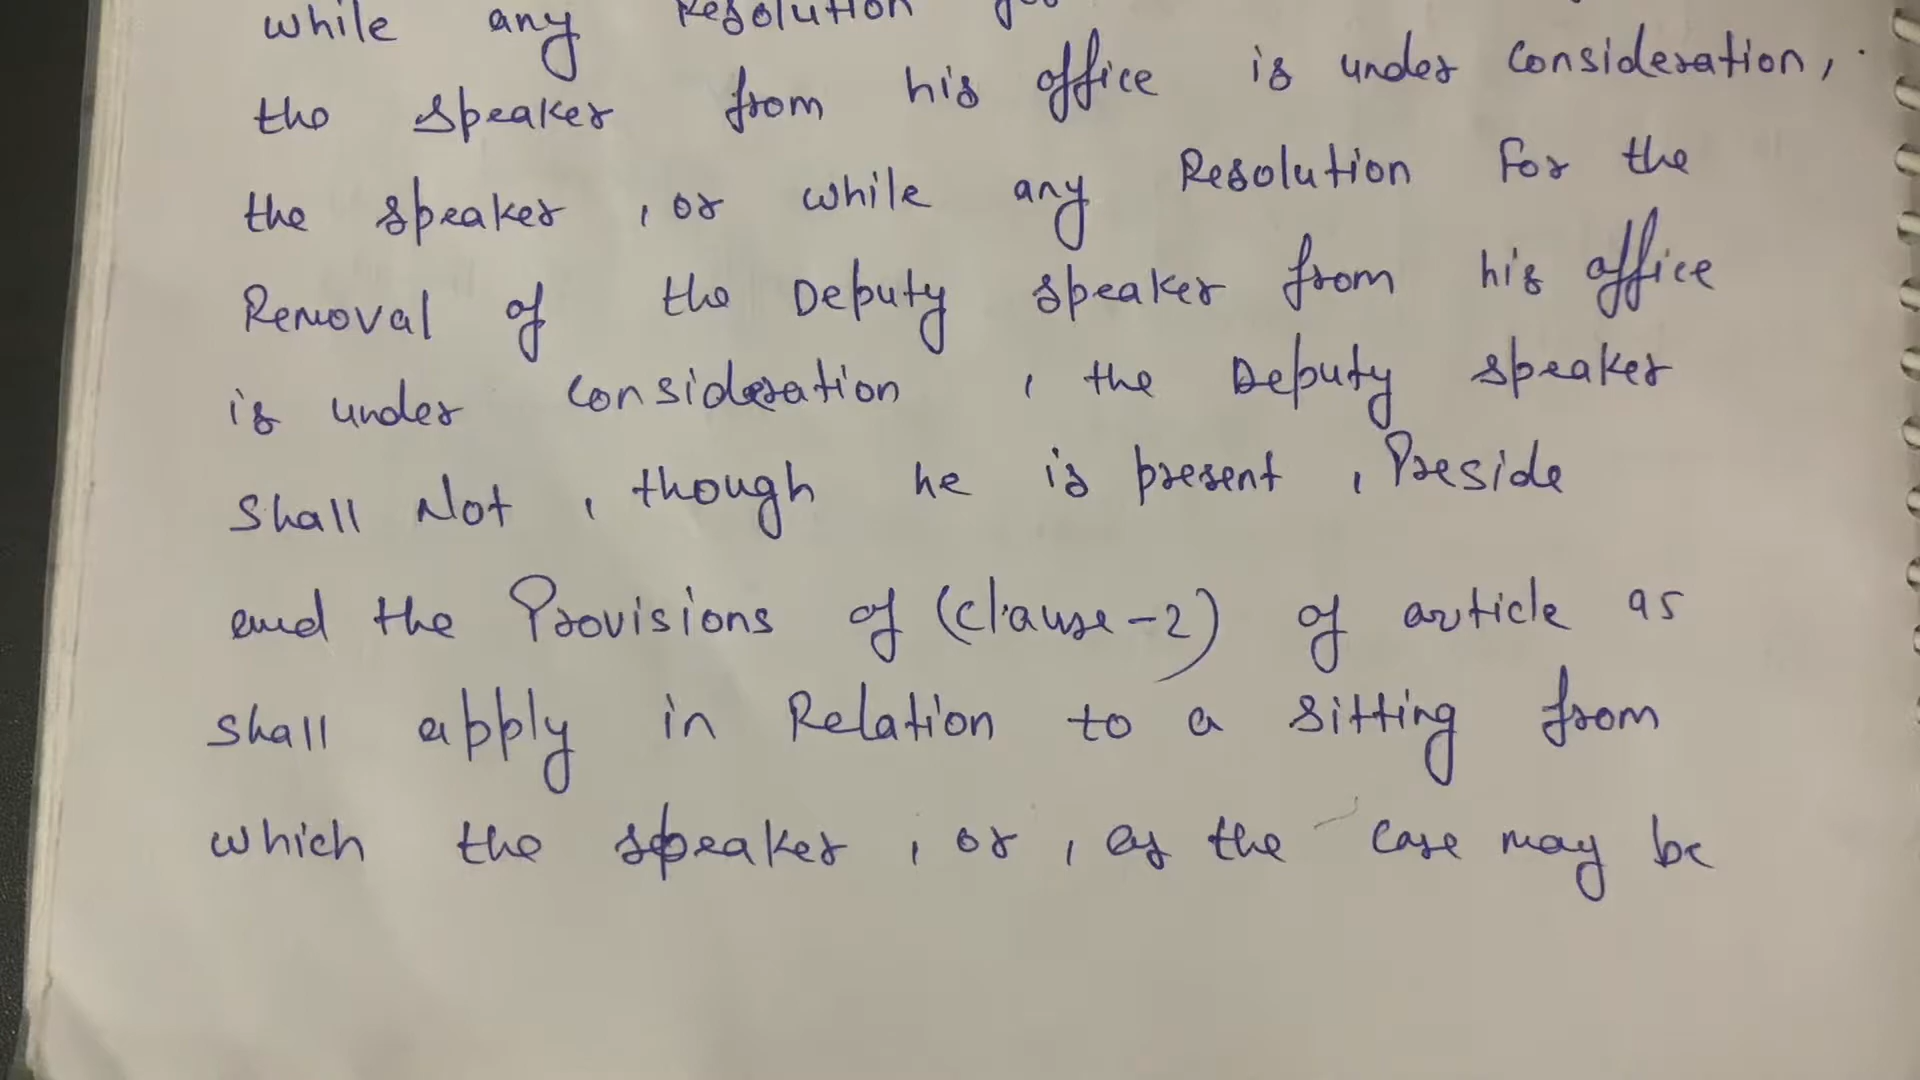 while any Resolution
the speaker from his office is under consideration,
the speaker , or while any Resolution For the
Removal of the Deputy speaker from his office
is under consideration , the Deputy speaker
shall Not , though he is present , Preside
and the Provisions of (clause-2) of article as
shall apply in Relation to a sitting from
which the speaker , or , as the case may be